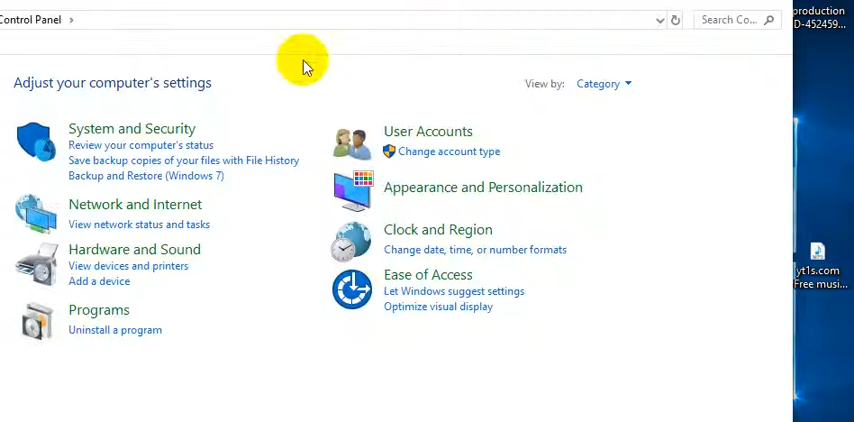 Control Panel
Search Co...
production
D-452459...
Adjust your computer's settings
View by: Category
System and Security
Review your computer's status
Save backup copies of your files with File History
Backup and Restore (Windows 7)
Network and Internet
View network status and tasks
Hardware and Sound
View devices and printers
Add a device
Programs
Uninstall a program
User Accounts
Change account type
Appearance and Personalization
Clock and Region
Change date, time, or number formats
Ease of Access
Let Windows suggest settings
Optimize visual display
yt1s.com
Free musi...